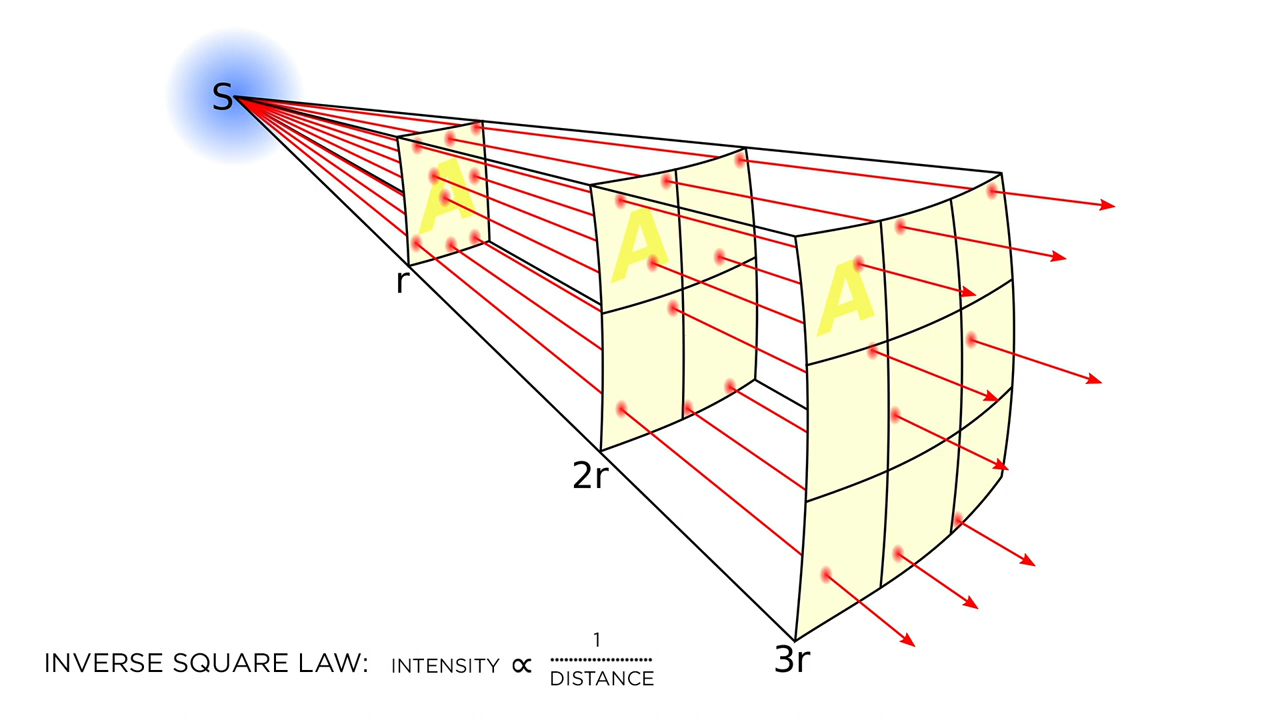 S
A
A
A
r
2r
3r
INVERSE SQUARE LAW: INTENSITY ∝ 1
DISTANCE